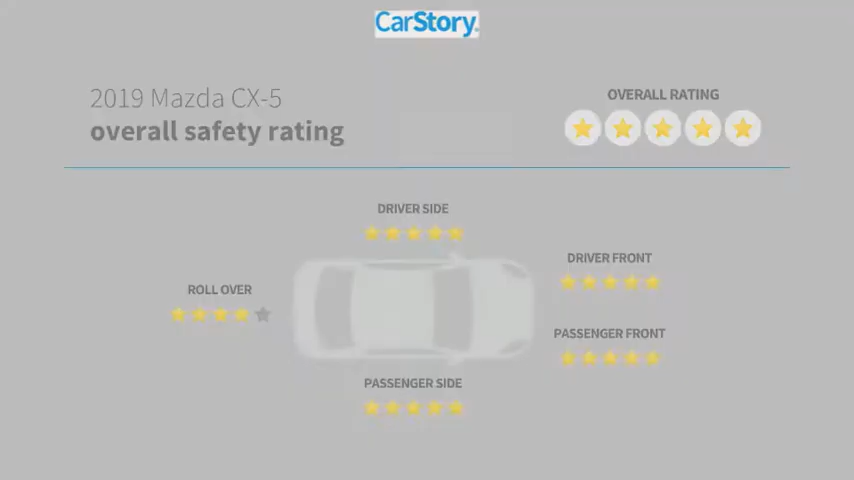 CarStory.
2019 Mazda CX-5
overall safety rating
OVERALL RATING
DRIVER SIDE
DRIVER FRONT
ROLL OVER
PASSENGER FRONT
PASSENGER SIDE